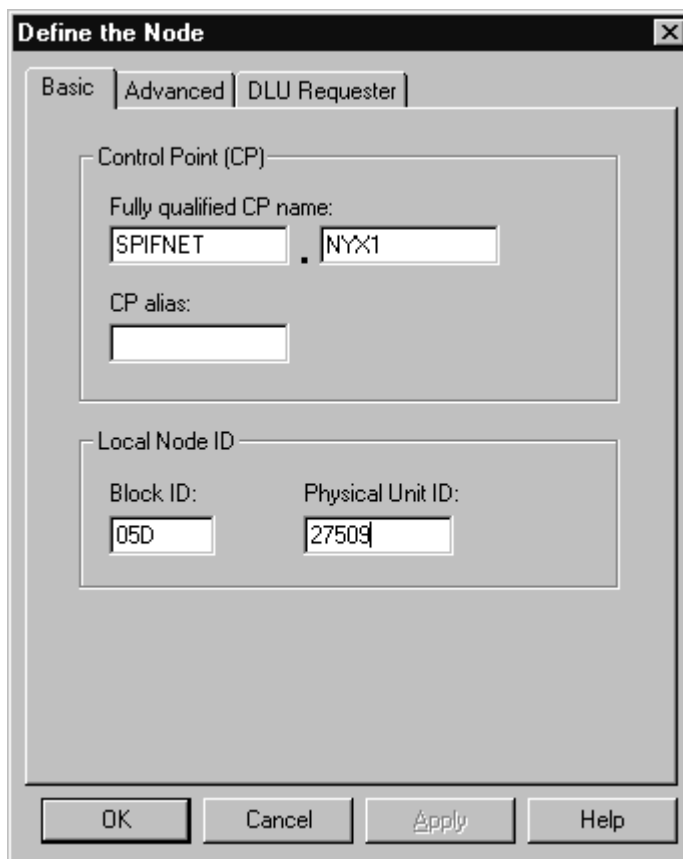 Define the Node
Basic Advanced DLU Requester
Control Point (CP)
Fully qualified CP name:
SPIFNET . NYX1
CP alias:
Local Node ID
Block ID: Physical Unit ID:
05D 27509
OK Cancel Apply Help